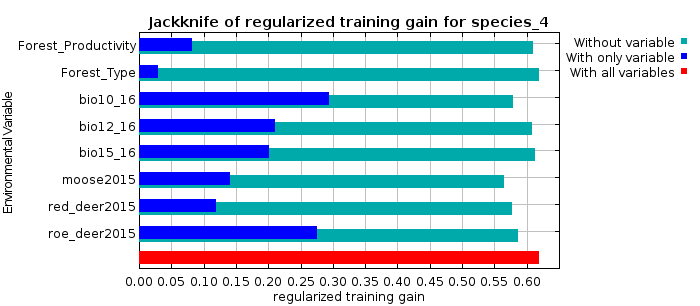 Jackknife of regularized training gain for species_4
Without variable
With only variable
With all variables
Environmental Variable
Forest_Productivity
Forest_Type
bio10_16
bio12_16
bio15_16
moose2015
red_deer2015
roe_deer2015
0.00 0.05 0.10 0.15 0.20 0.25 0.30 0.35 0.40 0.45 0.50 0.55 0.60
regularized training gain